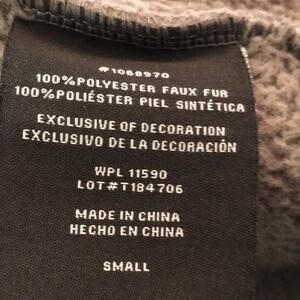 #1068970
100%POLYESTER FAUX FUR
100%POLIÉSTER PIEL SINTÉTICA
EXCLUSIVE OF DECORATION
EXCLUSIVO DE LA DECORACIÓN
WPL 11590
LOT#T184706
MADE IN CHINA
HECHO EN CHINA
SMALL